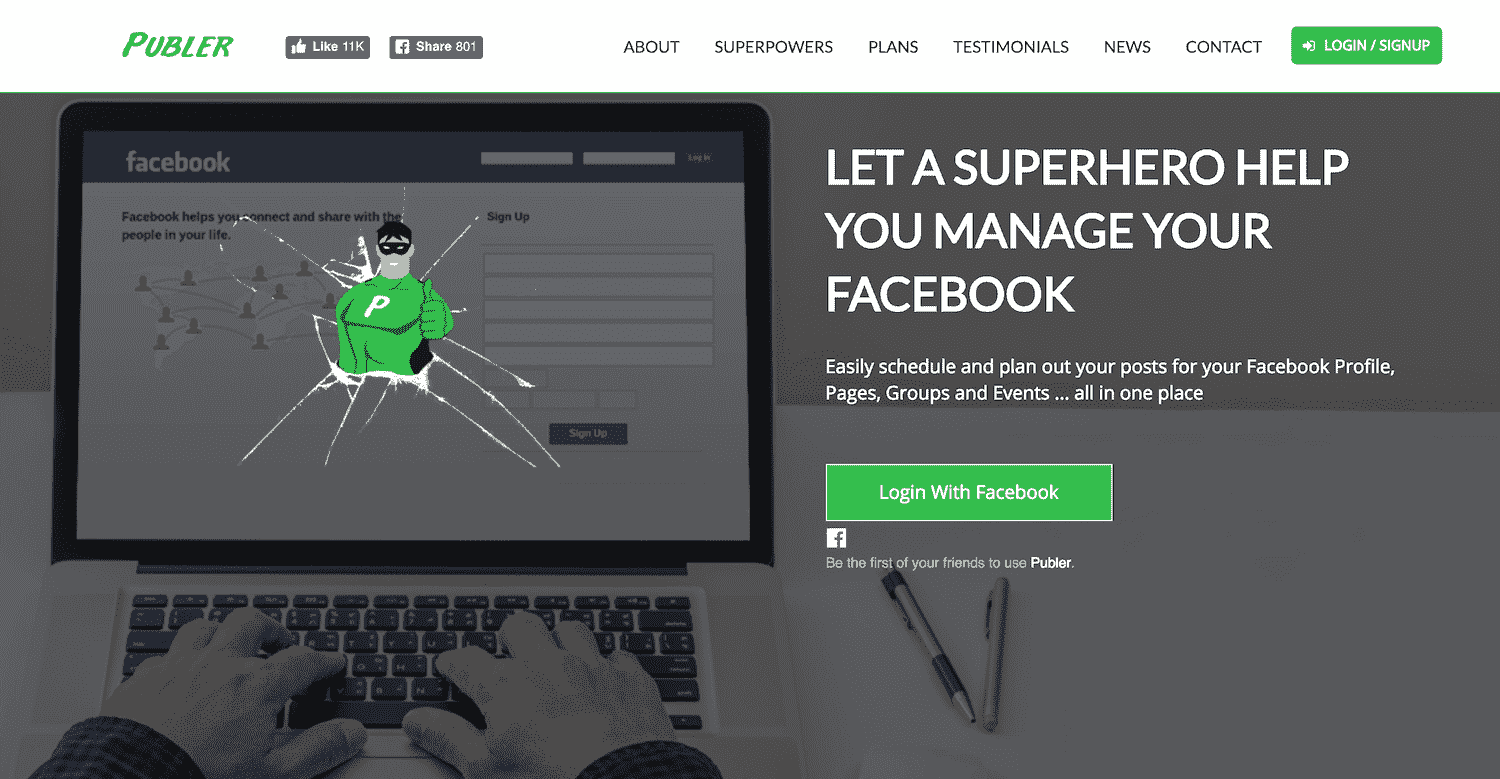 PUBLER
Like 11K
Share 801
ABOUT
SUPERPOWERS
PLANS
TESTIMONIALS
NEWS
CONTACT
LOGIN / SIGNUP
facebook
Log In
Facebook helps you connect and share with the
people in your life.
Sign Up
P
Sign Up
LET A SUPERHERO HELP
YOU MANAGE YOUR
FACEBOOK
Easily schedule and plan out your posts for your Facebook Profile,
Pages, Groups and Events ... all in one place
Login With Facebook
Be the first of your friends to use Publer.